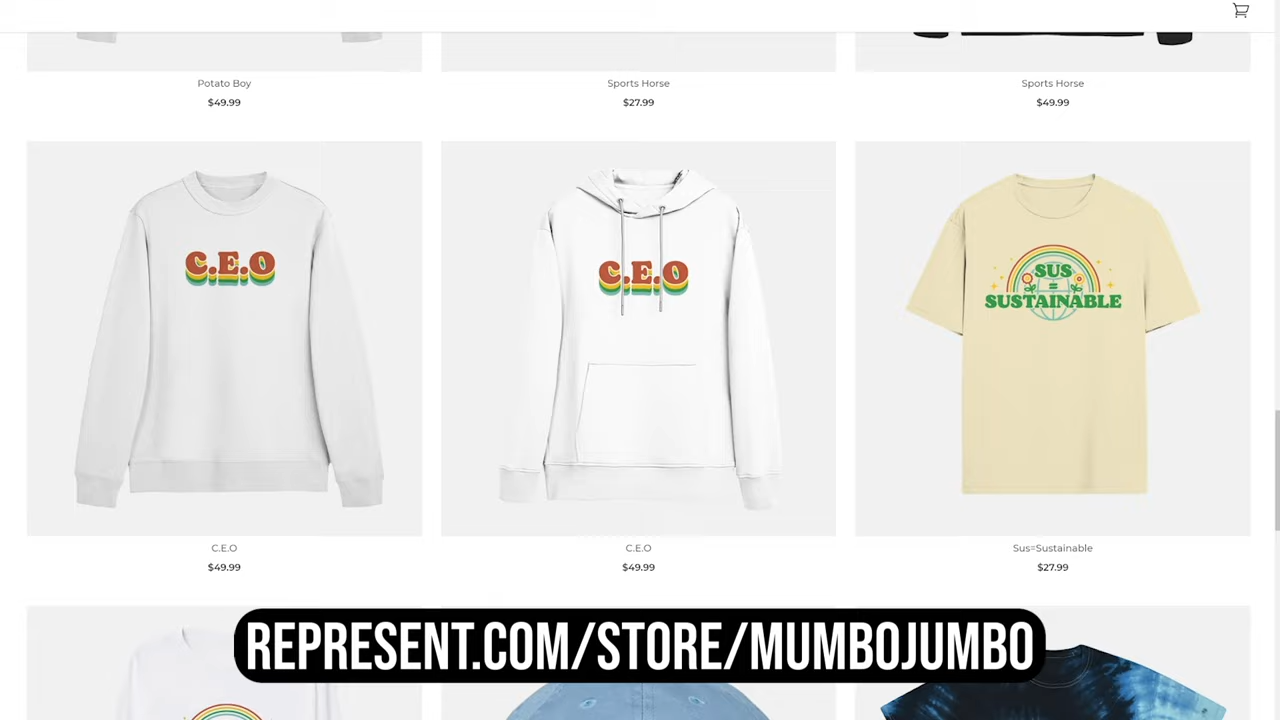 Potato Boy
Sports Horse
Sports Horse
$49.99
$27.99
$49.99
C.E.O
C.E.O
SUS
=
SUSTAINABLE
C.E.O
C.E.O
Sus=Sustainable
$49.99
$49.99
$27.99
REPRESENT.COM/STORE/MUMBOJUMBO